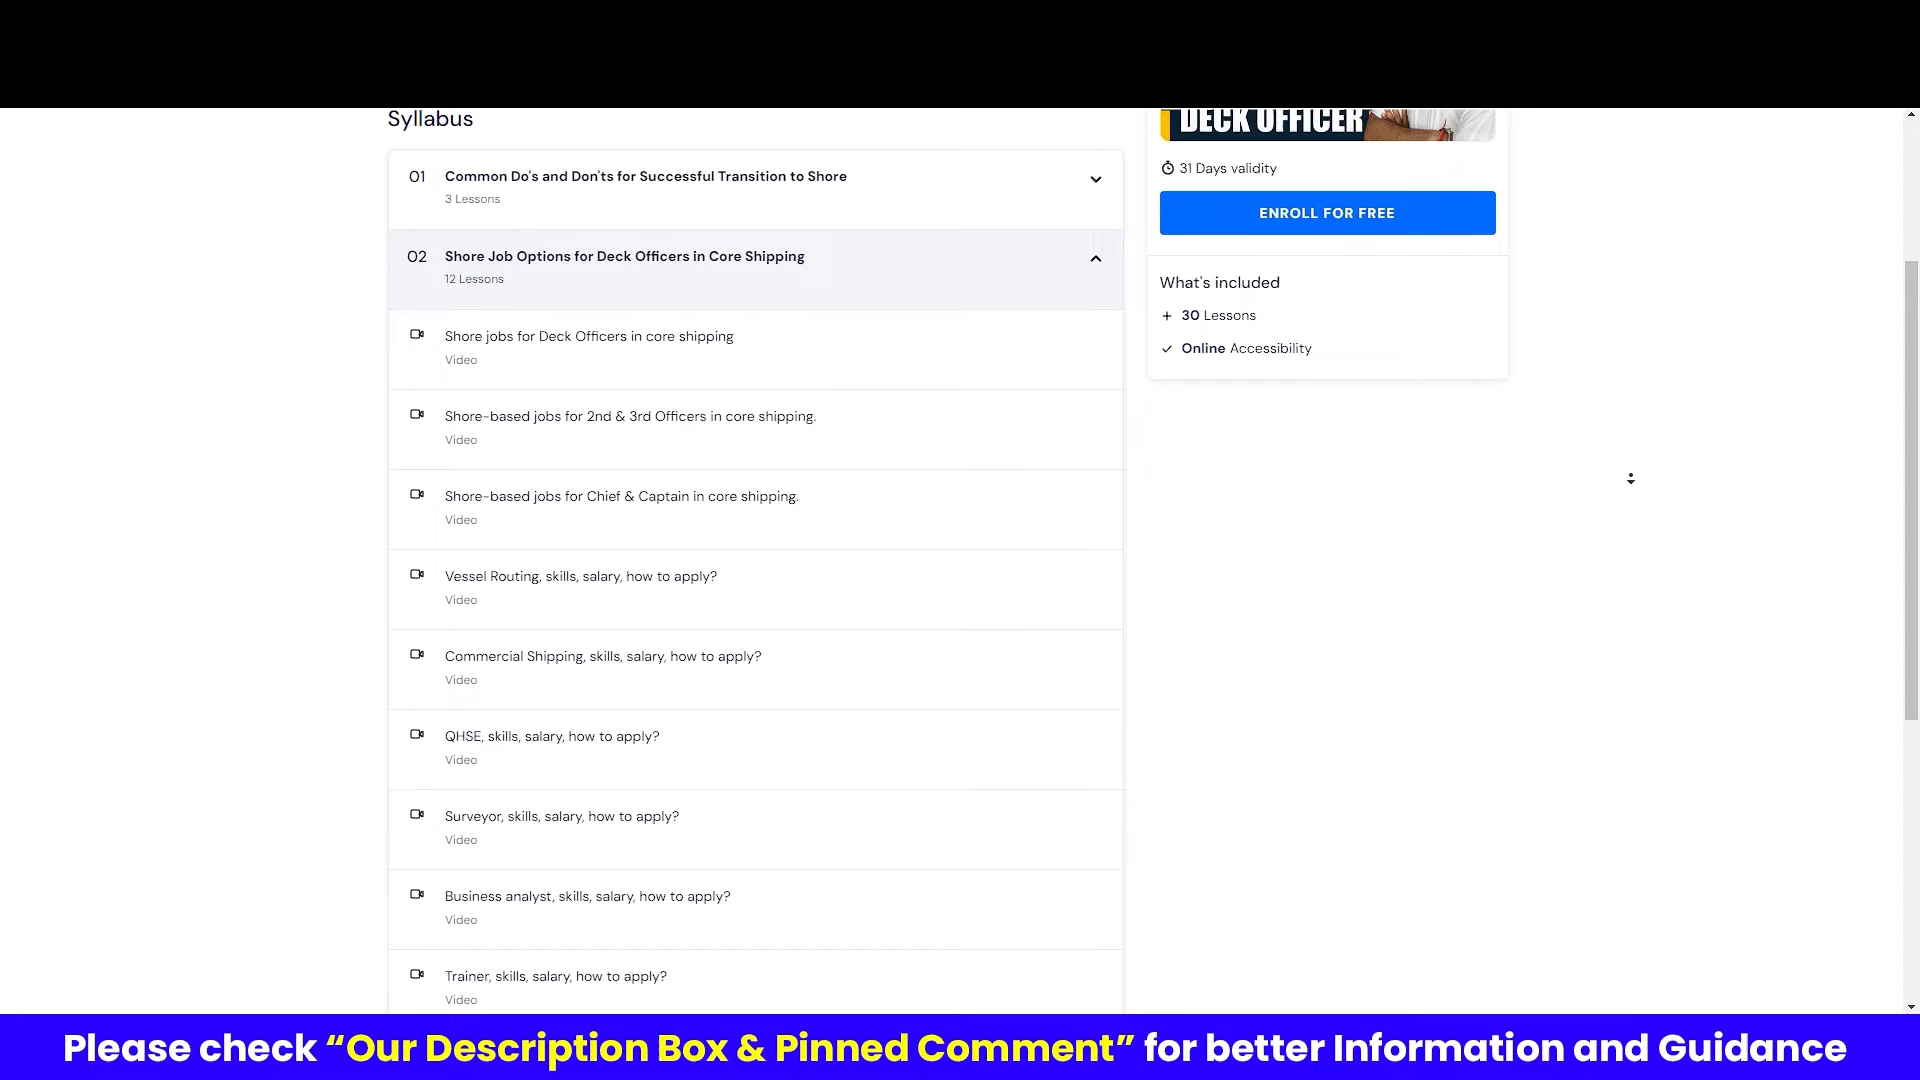 Syllabus
01 Common Do's and Don'ts for Successful Transition to Shore
3 Lessons
02 Shore Job Options for Deck Officers in Core Shipping
12 Lessons
Shore jobs for Deck Officers in core shipping
Video
Shore-based jobs for 2nd & 3rd Officers in core shipping.
Video
Shore-based jobs for Chief & Captain in core shipping.
Video
Vessel Routing, skills, salary, how to apply?
Video
Commercial Shipping, skills, salary, how to apply?
Video
QHSE, skills, salary, how to apply?
Video
Surveyor, skills, salary, how to apply?
Video
Business analyst, skills, salary, how to apply?
Video
Trainer, skills, salary, how to apply?
Video
DECK OFFICER
31 Days validity
ENROLL FOR FREE
What's included
30 Lessons
Online Accessibility
Please check “Our Description Box & Pinned Comment” for better Information and Guidance